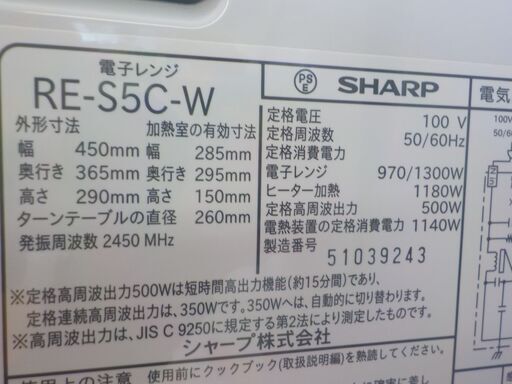 電子レンジ
RE-S5C-W
外形寸法 加熱室の有効寸法
幅 450mm 幅 285mm
奥行き 365mm 奥行き 295mm
高さ 290mm 高さ 150mm
ターンテーブルの直径 260mm
発振周波数 2450 MHz
PS
E
SHARP
定格電圧 100 V
定格周波数 50/60Hz
定格消費電力
電子レンジ 970/1300W
ヒーター加熱 1180W
定格高周波出力 500W
電熱装置の定格消費電力 1140W
製造番号 51039243
※定格高周波出力500Wは短時間高出力機能(約15分間)であり、
定格連続高周波出力は、350Wです。350Wへは、自動的に切り替わります。
※高周波出力は、JIS C 9250に規定する第2法により測定したものです。
シャープ株式会社
使用上の注意 使用前にクックブック(取扱説明編)を熟読してください。
電気
100V